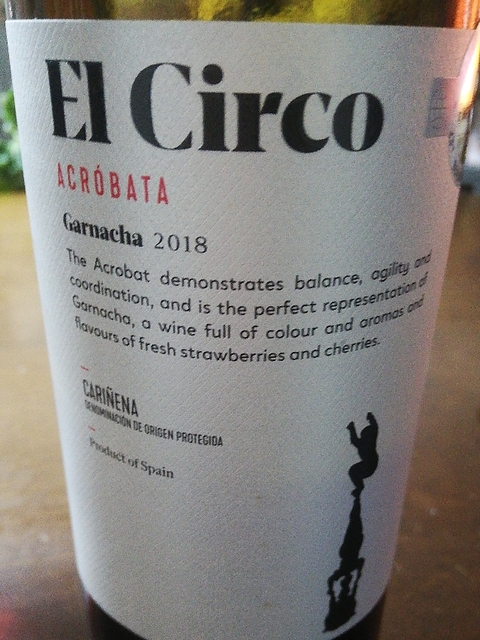 El Circo
ACRÓBATA
Garnacha 2018
The Acrobat demonstrates balance, agility and
coordination, and is the perfect representation of
Garnacha, a wine full of colour and aromas and
flavours of fresh strawberries and cherries.
CARIÑENA
DENOMINACIÓN DE ORIGEN PROTEGIDA
Product of Spain